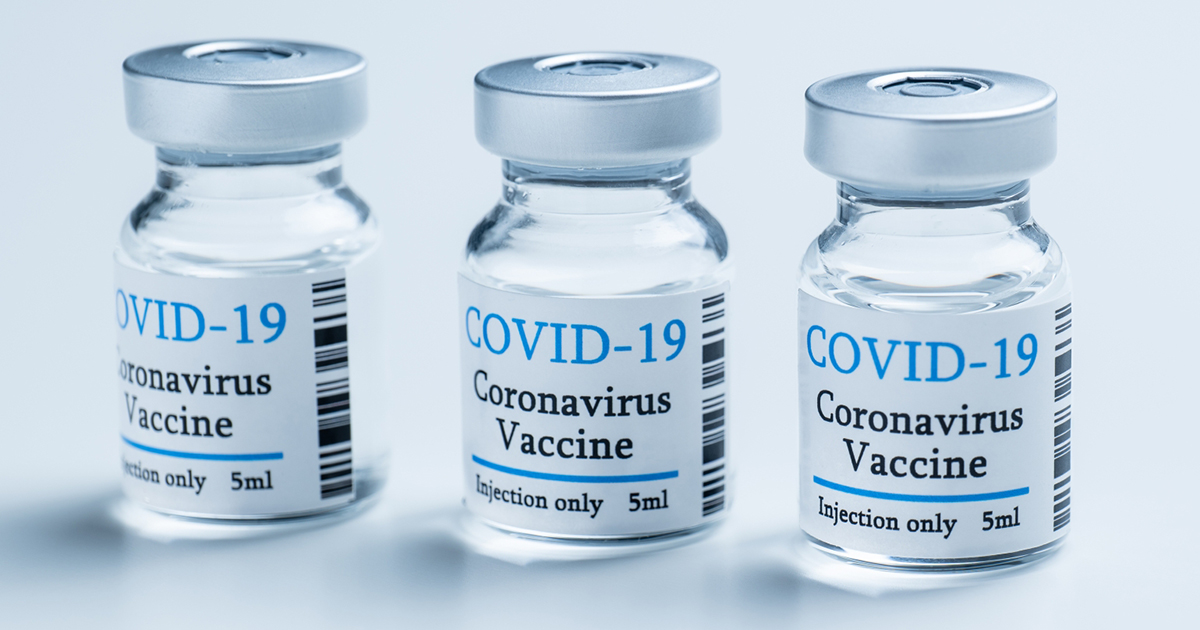 OVID-19
oronavirus
Vaccine
ection only 5ml
COVID-19
Coronavirus
Vaccine
Injection only 5ml
COVID-19
Coronavirus
Vaccine
Injection only 5ml